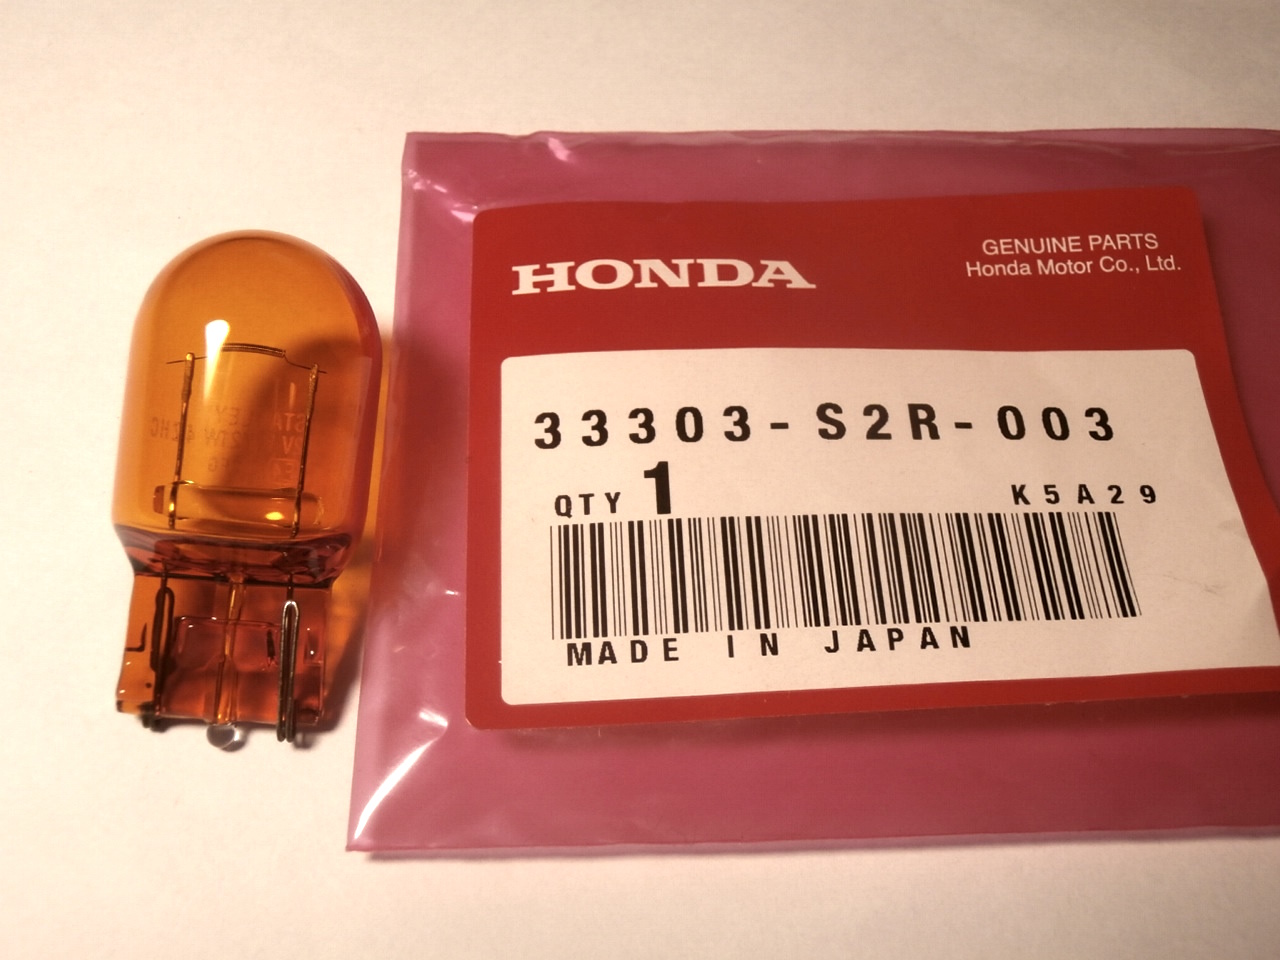 HONDA
GENUINE PARTS
Honda Motor Co., Ltd.
33303-S2R-003
QTY 1
K5A29
MADE IN JAPAN